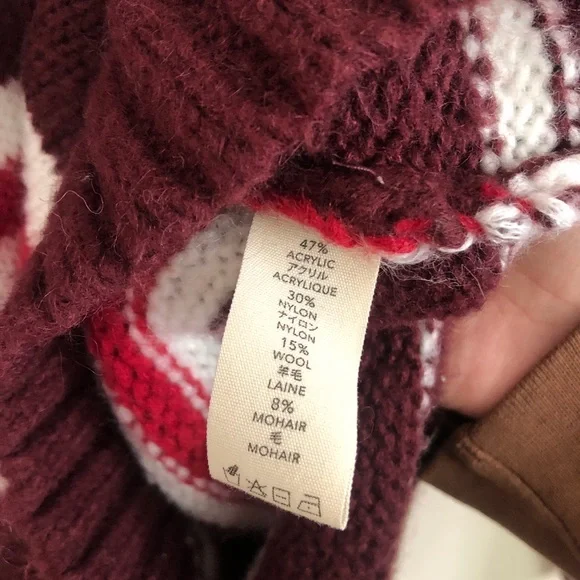 47%
ACRYLIC
アクリル
ACRYLIQUE
30%
NYLON
ナイロン
NYLON
15%
WOOL
羊毛
LAINE
8%
MOHAIR
毛
MOHAIR